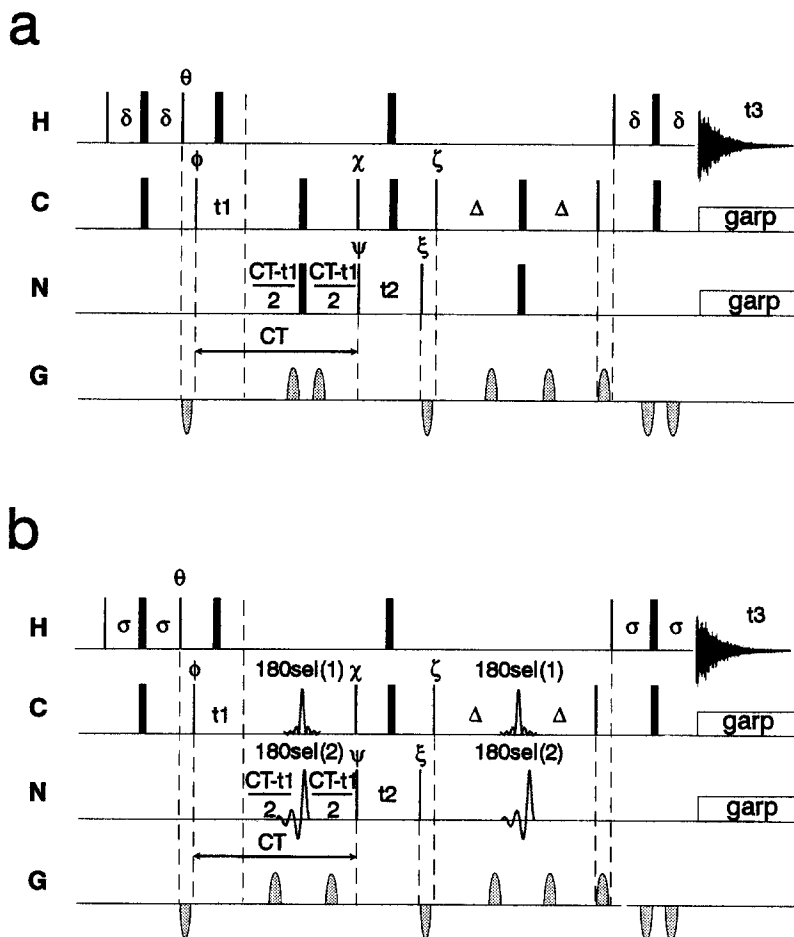 a
θ
H δ δ t3
ϕ χ ζ
C t1 Δ Δ garp
ψ ξ
N CT-t1 CT-t1 t2 garp
2 2
CT
G
b
θ
H σ σ t3
ϕ 180sel(1) χ ζ 180sel(1)
C t1 Δ Δ garp
180sel(2) ψ ξ 180sel(2)
N CT-t1 CT-t1 t2 garp
2 2
CT
G